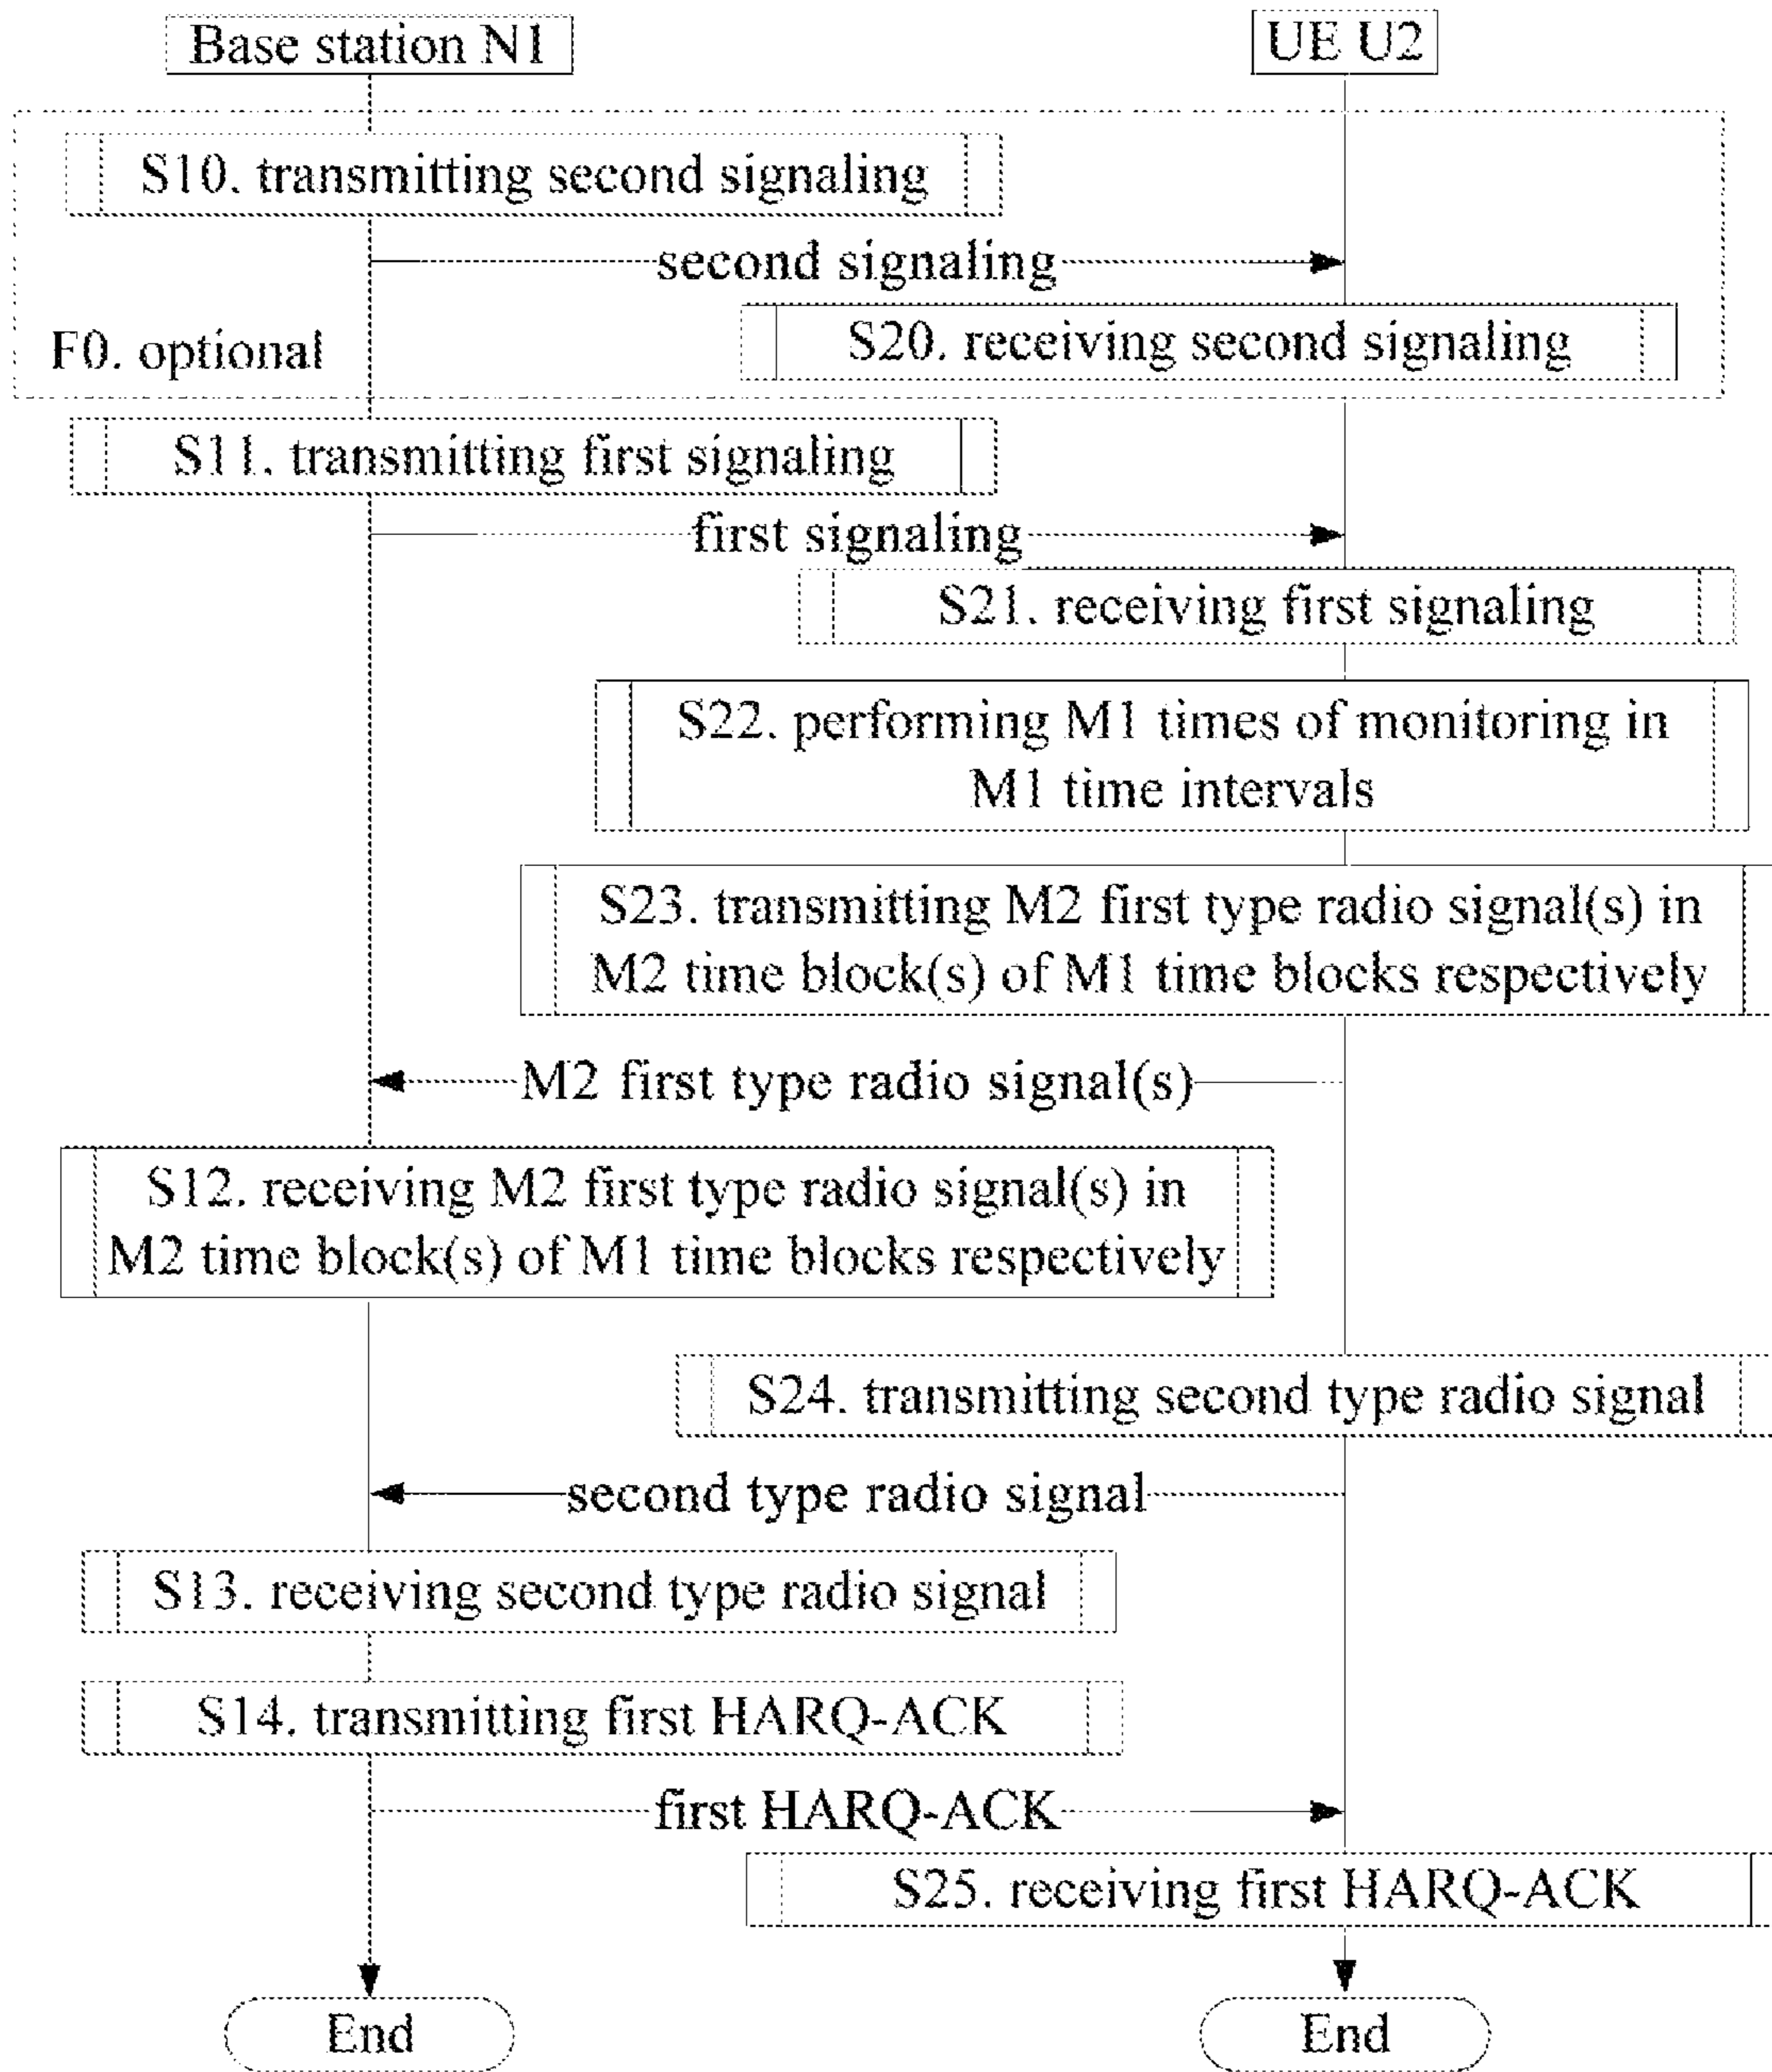 Base station N1
UE U2
S10. transmitting second signaling
second signaling
S20. receiving second signaling
F0. optional
S11. transmitting first signaling
first signaling
S21. receiving first signaling
S22. performing M1 times of monitoring in
M1 time intervals
S23. transmitting M2 first type radio signal(s) in
M2 time block(s) of M1 time blocks respectively
M2 first type radio signal(s)
S12. receiving M2 first type radio signal(s) in
M2 time block(s) of M1 time blocks respectively
S24. transmitting second type radio signal
second type radio signal
S13. receiving second type radio signal
S14. transmitting first HARQ-ACK
first HARQ-ACK
S25. receiving first HARQ-ACK
End
End